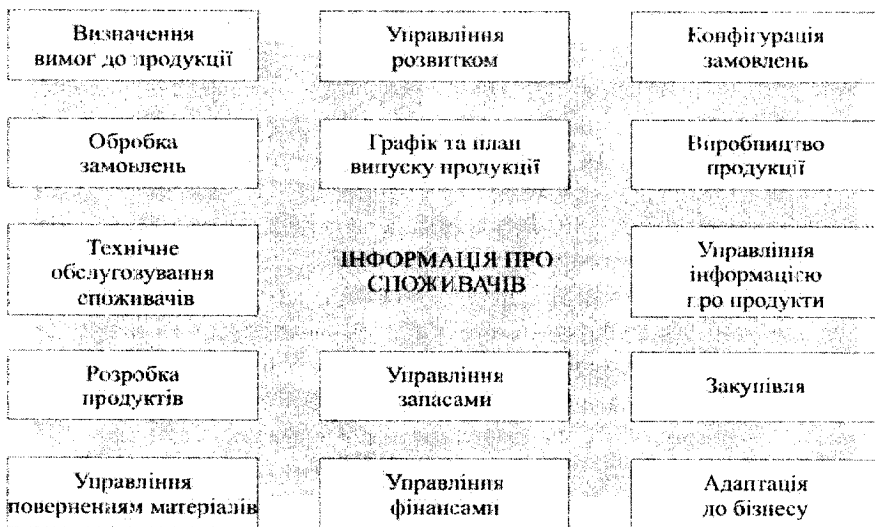 Визначення
вимог до продукції
Управління
розвитком
Конфігурація
замовлень
Обробка
замовлень
Графік та план
випуску продукції
Виробництво
продукції
Технічне
обслуговування
споживачів
ІНФОРМАЦІЯ ПРО
СПОЖИВАЧІВ
Управління
інформацією
про продукти
Розробка
продуктів
Управління
запасами
Закупівля
Управління
поверненням матеріалів
Управління
фінансами
Адаптація
до бізнесу